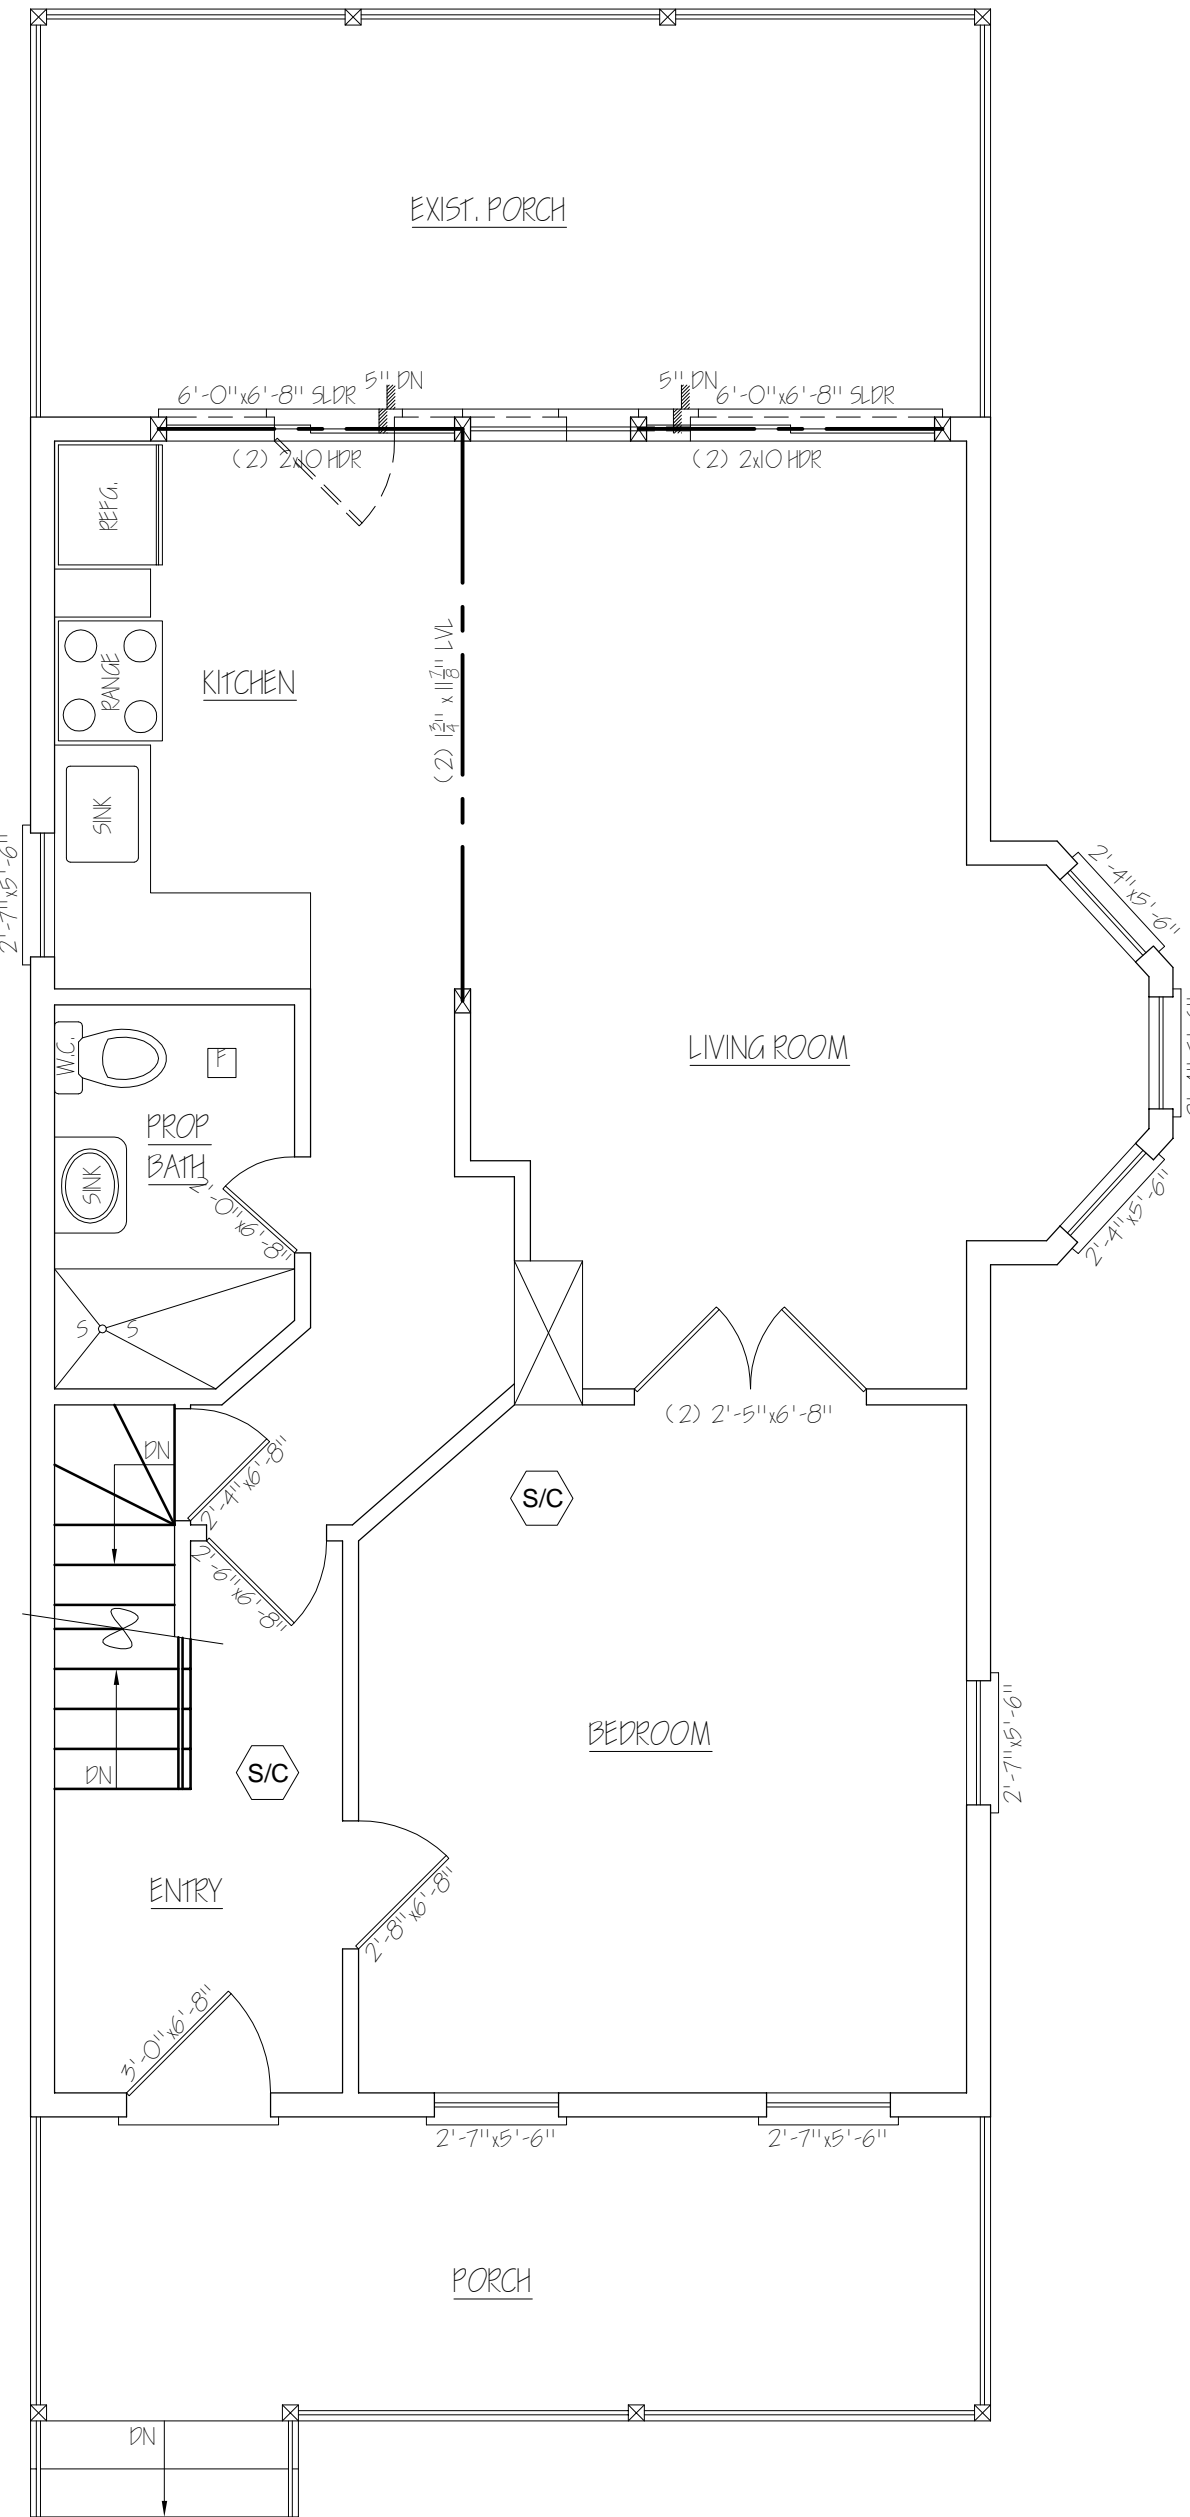 EXIST. PORCH
5" DN
5" DN
6'-0"x6'-8" SLDR
6'-0"x6'-8" SLDR
(2) 2x10 HDR
(2) 2x10 HDR
REFG.
RANGE
KITCHEN
(2) 1 3/4" x 11 7/8" LVL
SINK
2'-7"x5'-6"
2'-4"x5'-6"
LIVING ROOM
W.C.
F
PROP
BATH
SINK
2'-0"x6'-8"
2'-4"x5'-6"
S S
(2) 2'-5"x6'-8"
DN
2'-4"x6'-8"
S/C
2'-6"x6'-8"
BEDROOM
2'-7"x5'-6"
DN
S/C
ENTRY
2'-8"x6'-8"
3'-0"x6'-8"
2'-7"x5'-6"
2'-7"x5'-6"
PORCH
DN